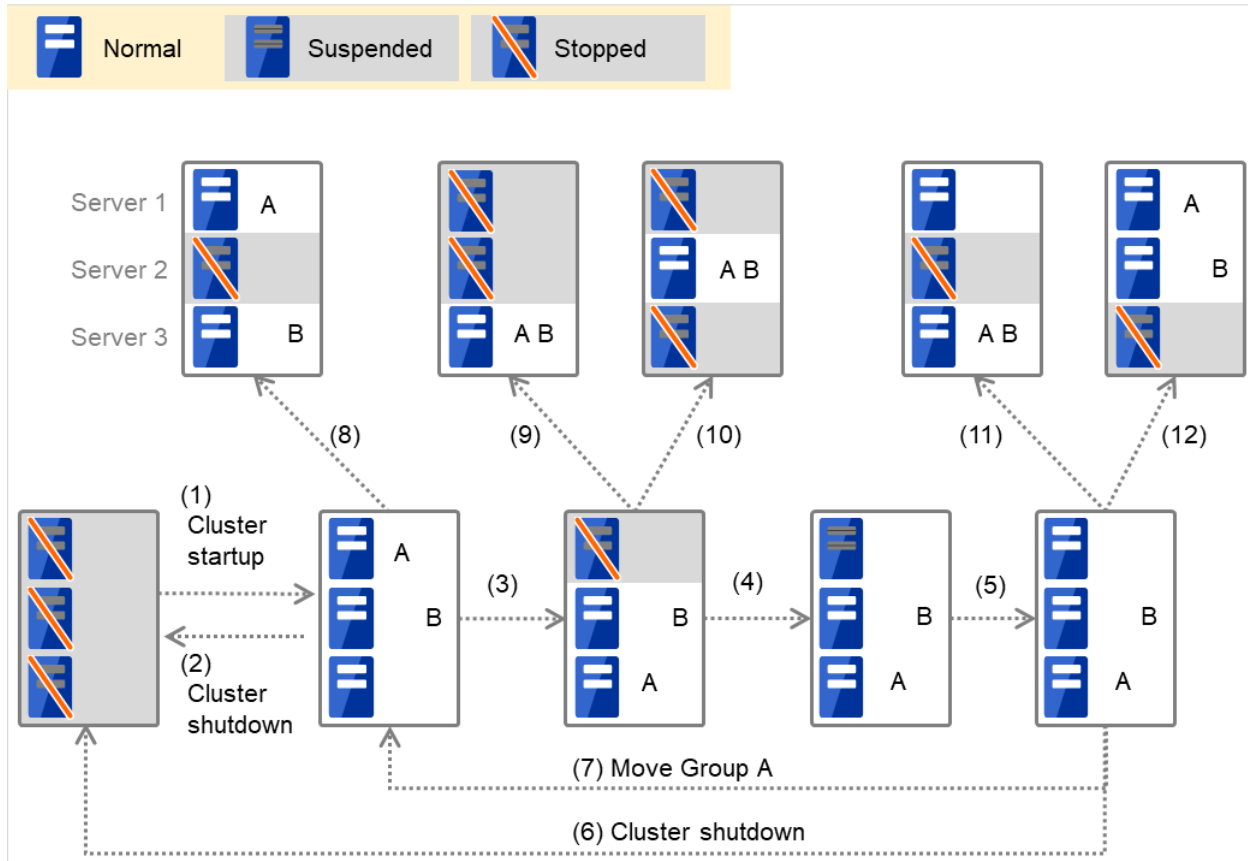 Normal Suspended Stopped
Server 1 A A
Server 2 A B B
Server 3 B A B A B
(8) (9) (10) (11) (12)
(1)
Cluster
startup
A
(3) (4) (5)
B B B B
(2)
Cluster
shutdown
A A A
(7) Move Group A
(6) Cluster shutdown